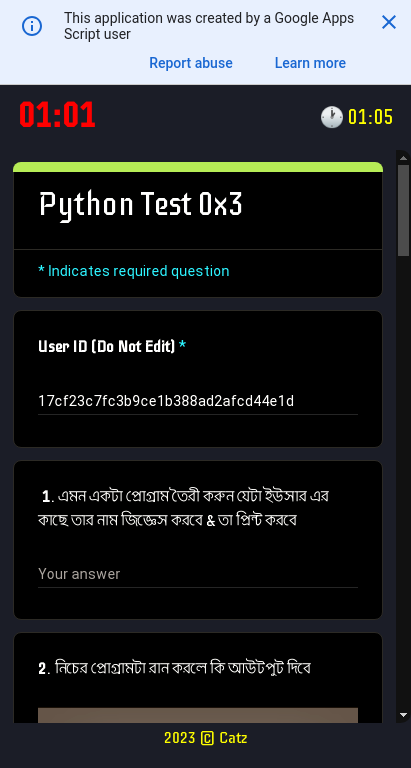 This application was created by a Google Apps
Script user
Report abuse Learn more
01:01 01:05
Python Test 0x3
* Indicates required question
User ID (Do Not Edit) *
17cf23c7fc3b9ce1b388ad2afcd44e1d
1. এমন একটা প্রোগ্রাম তৈরী করুন যেটা ইউসার এর
কাছে তার নাম জিজ্ঞেস করবে & তা প্রিন্ট করবে
Your answer
2. নিচের প্রোগ্রামটা রান করলে কি আউটপুট দিবে
2023 © Catz